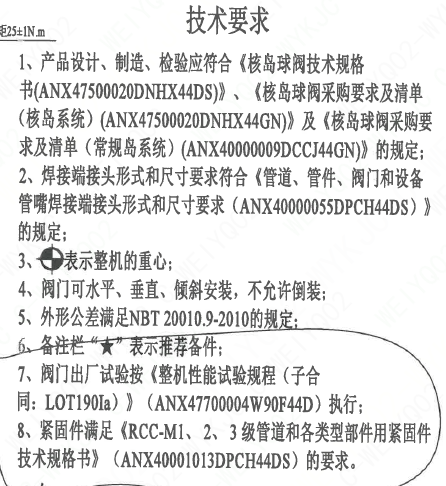 技术要求
矩25±1N.m
1、产品设计、制造、检验应符合《核岛球阀技术规格
书(ANX47500020DNHX44DS)》、《核岛球阀采购要求及清单
(核岛系统) (ANX47500020DNHX44GN)》及《核岛球阀采购要
求及清单（常规岛系统）(ANX40000009DCCJ44GN)》的规定;
2、焊接端接头形式和尺寸要求符合《管道、管件、阀门和设备
管嘴焊接端接头形式和尺寸要求（ANX40000055DPCH44DS）》
的规定;
3、表示整机的重心;
4、阀门可水平、垂直、倾斜安装，不允许倒装;
5、外形公差满足NBT 20010.9-2010的规定;
6、备注栏“★”表示推荐备件;
7、阀门出厂试验按《整机性能试验规程（子合
同：LOT190Ia）》（ANX47700004W90F44D）执行;
8、紧固件满足《RCC-M1、2、3级管道和各类型部件用紧固件
技术规格书》（ANX40001013DPCH44DS）的要求。